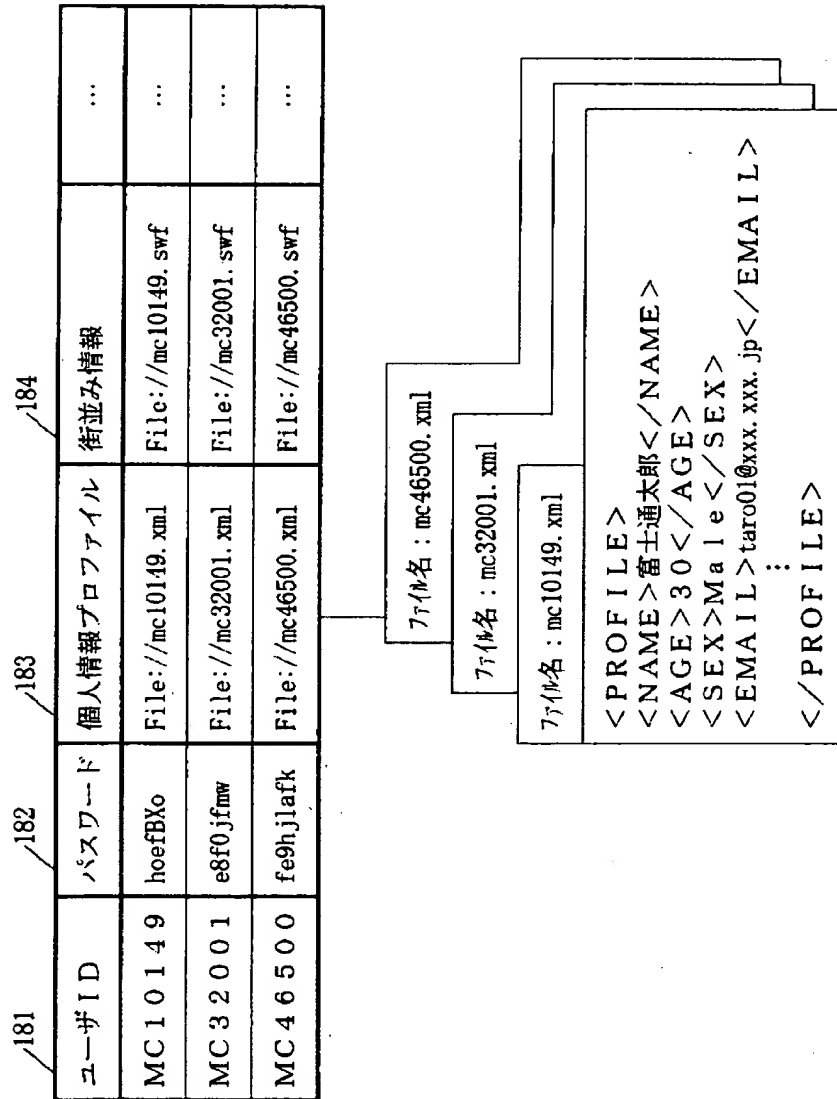 181 182 183 184
ユーザID パスワード 個人情報プロファイル 街並み情報 …
MC10149 hoefBXo File://mc10149.xml Filc://mc10149.swf …
MC32001 e8f0jfmw File://mc32001.xml File://mc32001.swf …
MC46500 fe9hjlafk File://mc46500.xml File://mc46500.swf …
ファイル名：mc46500.xml
ファイル名：mc32001.xml
ファイル名：mc10149.xml
<PROFILE>
<NAME>富士通太郎</NAME>
<AGE>30</AGE>
<SEX>Male</SEX>
<EMAIL>taro01@xxx.xxx.jp</EMAIL>
⋮
</PROFILE>